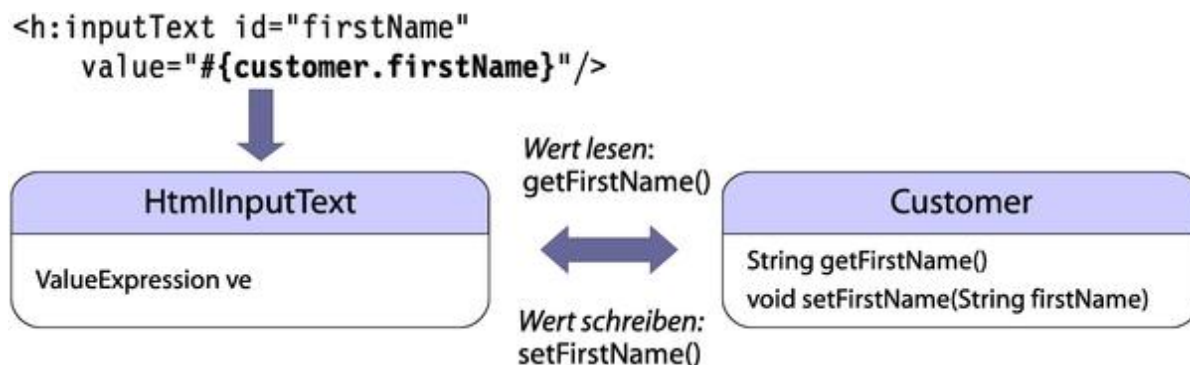 <h:inputText id="firstName"
value="#{customer.firstName}"/>
HtmlInputText
ValueExpression ve
Wert lesen:
getFirstName()
Wert schreiben:
setFirstName()
Customer
String getFirstName()
void setFirstName(String firstName)